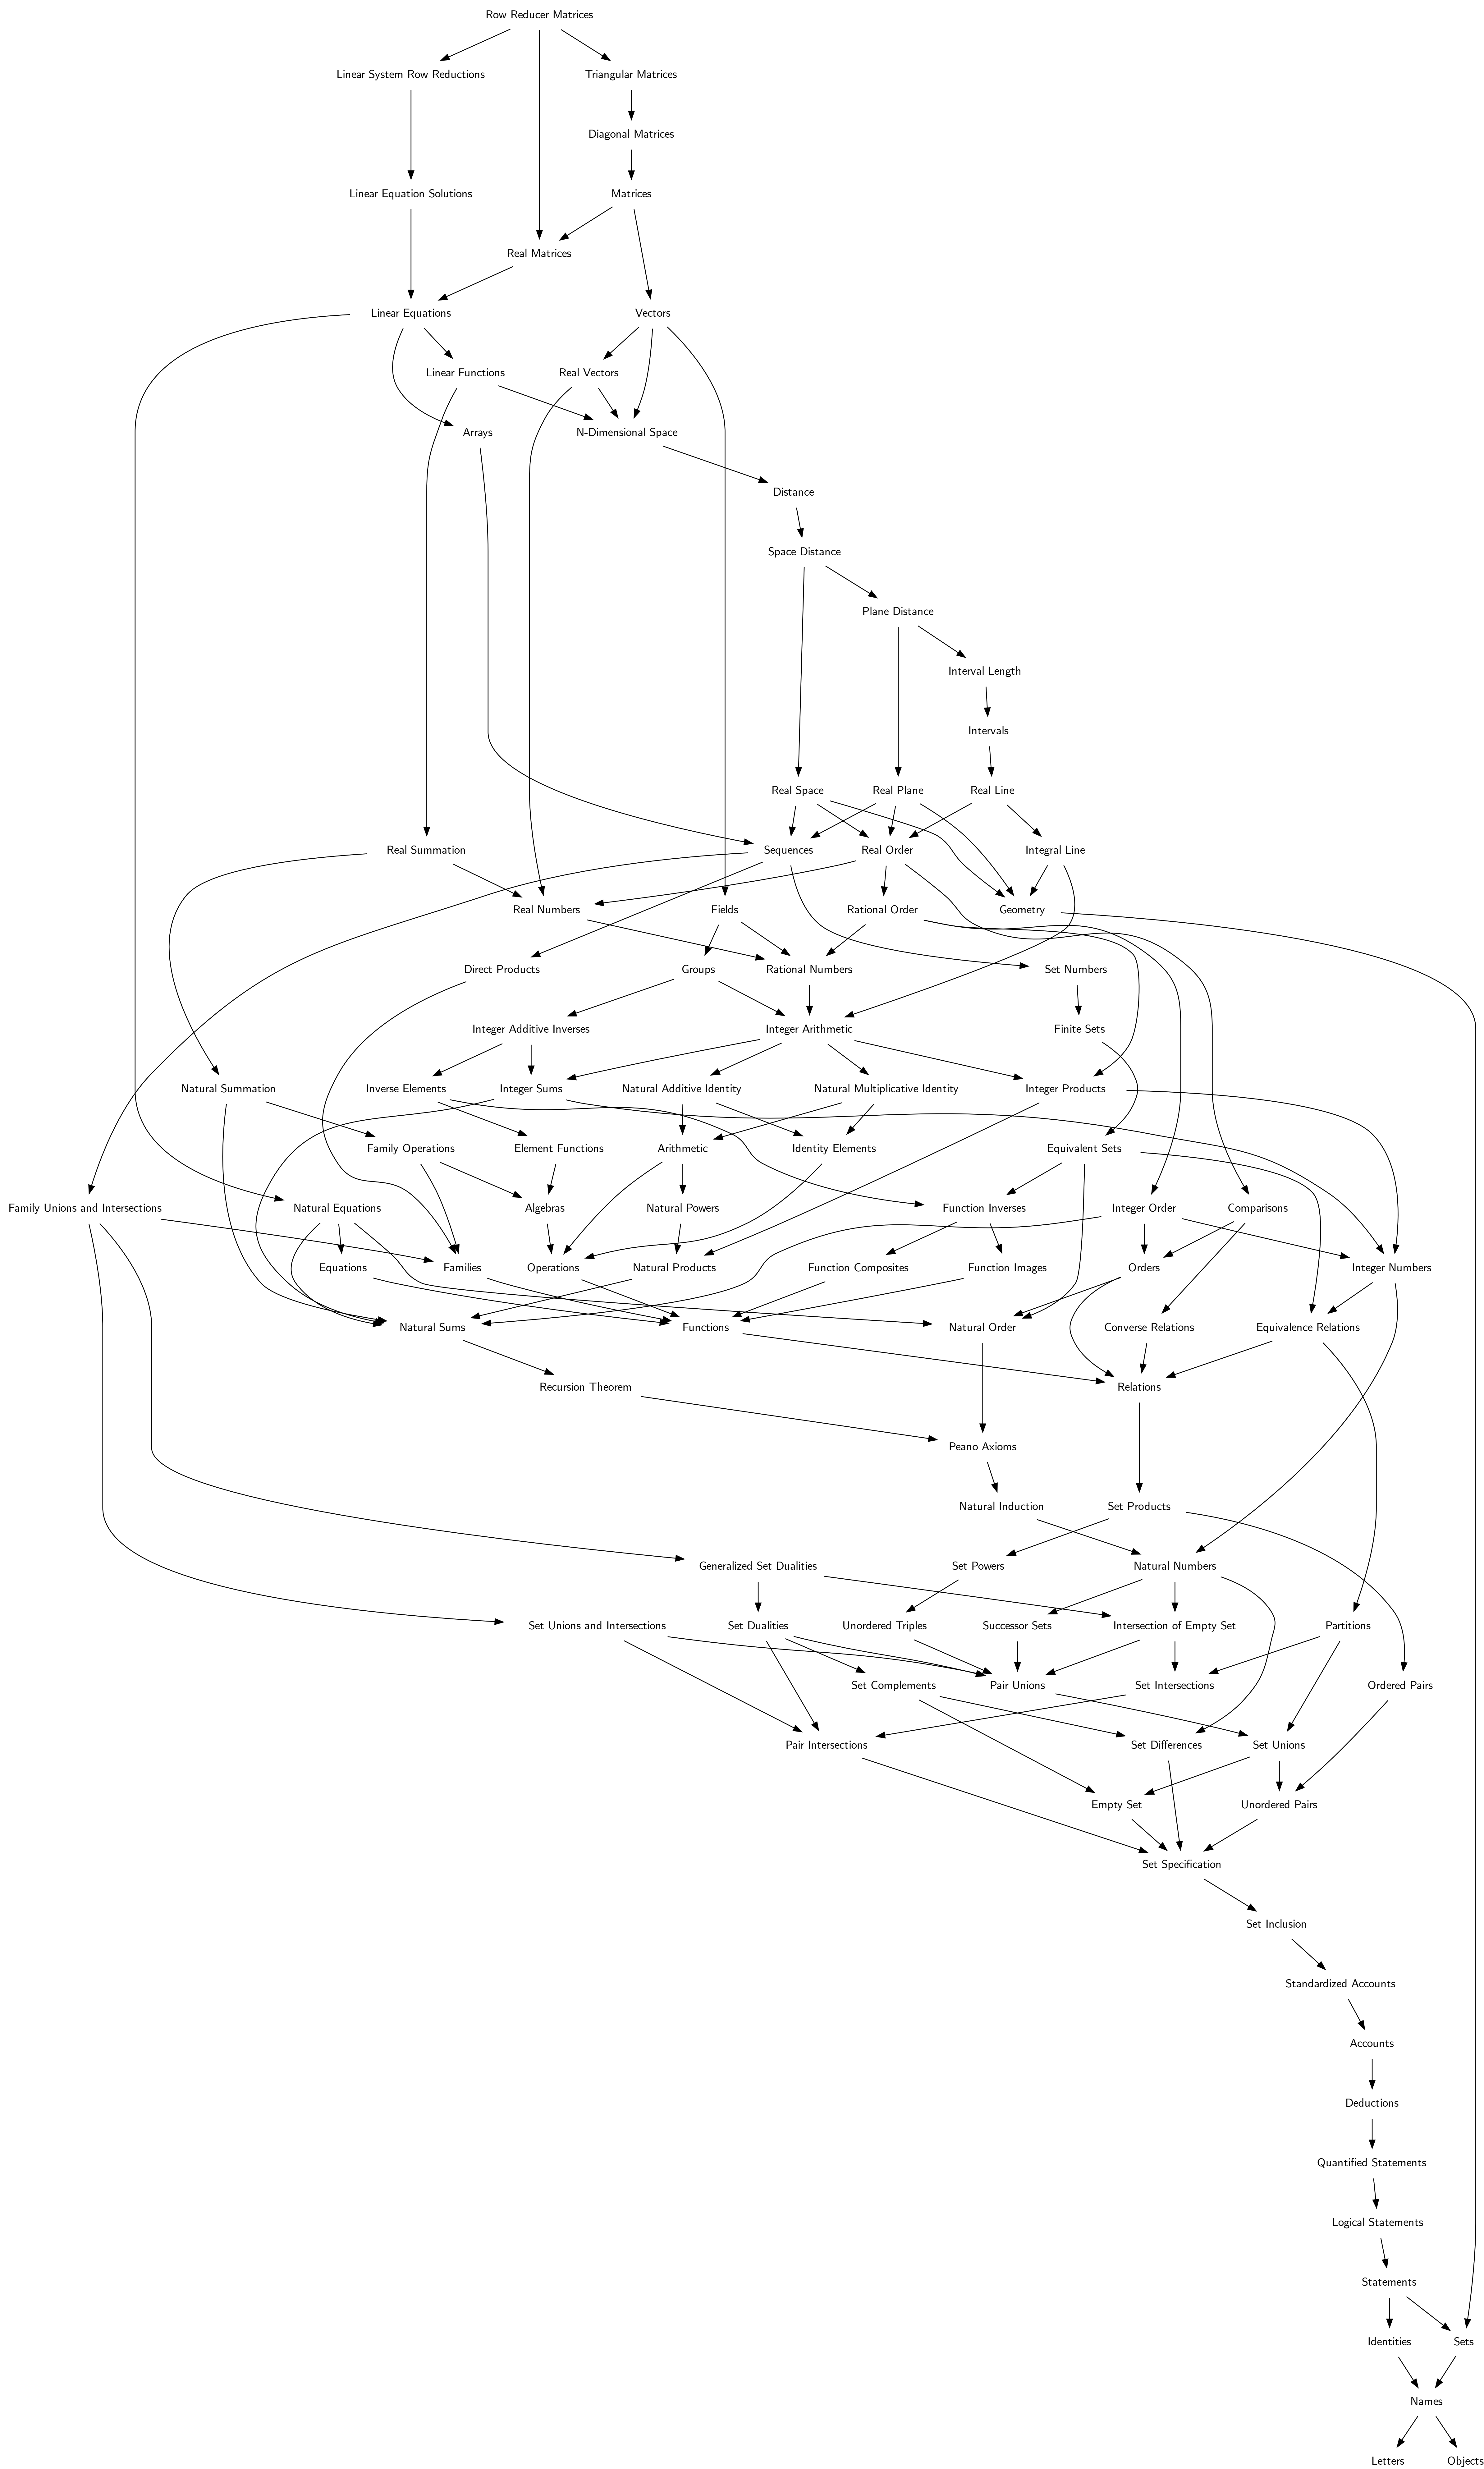 Row Reducer Matrices
Linear System Row Reductions
Triangular Matrices
Diagonal Matrices
Linear Equation Solutions
Matrices
Real Matrices
Linear Equations
Vectors
Linear Functions
Real Vectors
Arrays
N-Dimensional Space
Distance
Space Distance
Plane Distance
Interval Length
Intervals
Real Space
Real Plane
Real Line
Real Summation
Sequences
Real Order
Integral Line
Real Numbers
Fields
Rational Order
Geometry
Direct Products
Groups
Rational Numbers
Set Numbers
Integer Additive Inverses
Integer Arithmetic
Finite Sets
Natural Summation
Inverse Elements
Integer Sums
Natural Additive Identity
Natural Multiplicative Identity
Integer Products
Family Operations
Element Functions
Arithmetic
Identity Elements
Equivalent Sets
Family Unions and Intersections
Natural Equations
Algebras
Natural Powers
Function Inverses
Integer Order
Comparisons
Equations
Families
Operations
Natural Products
Function Composites
Function Images
Orders
Integer Numbers
Natural Sums
Functions
Natural Order
Converse Relations
Equivalence Relations
Recursion Theorem
Relations
Peano Axioms
Natural Induction
Set Products
Generalized Set Dualities
Set Powers
Natural Numbers
Set Unions and Intersections
Set Dualities
Unordered Triples
Successor Sets
Intersection of Empty Set
Partitions
Set Complements
Pair Unions
Set Intersections
Ordered Pairs
Pair Intersections
Set Differences
Set Unions
Empty Set
Unordered Pairs
Set Specification
Set Inclusion
Standardized Accounts
Accounts
Deductions
Quantified Statements
Logical Statements
Statements
Identities
Sets
Names
Letters
Objects